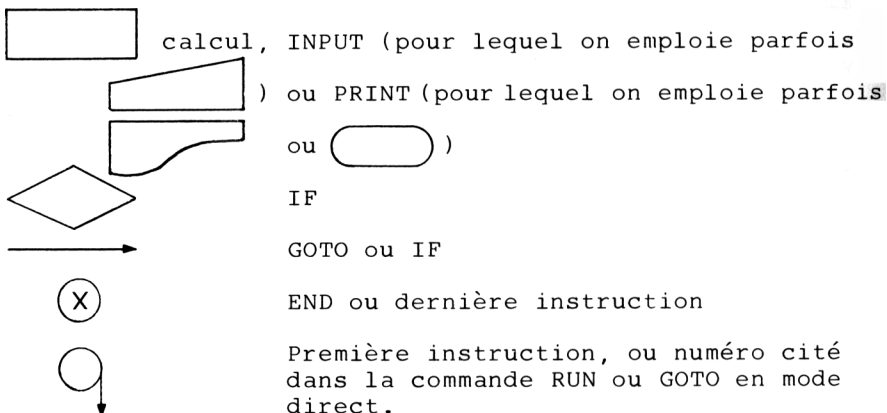 calcul, INPUT (pour lequel on emploie parfois
) ou PRINT (pour lequel on emploie parfois
ou )
IF
GOTO ou IF
X END ou dernière instruction
Première instruction, ou numéro cité
dans la commande RUN ou GOTO en mode
direct.